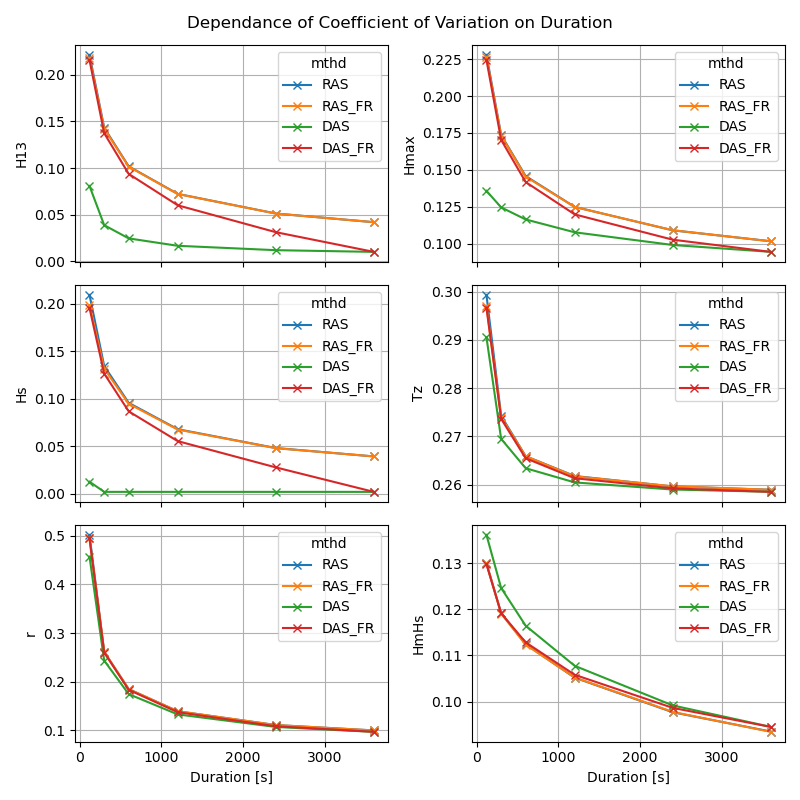 Dependance of Coefficient of Variation on Duration
H13
0.20
0.15
0.10
0.05
0.00
mthd
RAS
RAS_FR
DAS
DAS_FR
Hmax
0.225
0.200
0.175
0.150
0.125
0.100
mthd
RAS
RAS_FR
DAS
DAS_FR
Hs
0.20
0.15
0.10
0.05
0.00
mthd
RAS
RAS_FR
DAS
DAS_FR
Tz
0.30
0.29
0.28
0.27
0.26
mthd
RAS
RAS_FR
DAS
DAS_FR
r
0.5
0.4
0.3
0.2
0.1
mthd
RAS
RAS_FR
DAS
DAS_FR
0 1000 2000 3000
Duration [s]
HmHs
0.13
0.12
0.11
0.10
mthd
RAS
RAS_FR
DAS
DAS_FR
0 1000 2000 3000
Duration [s]